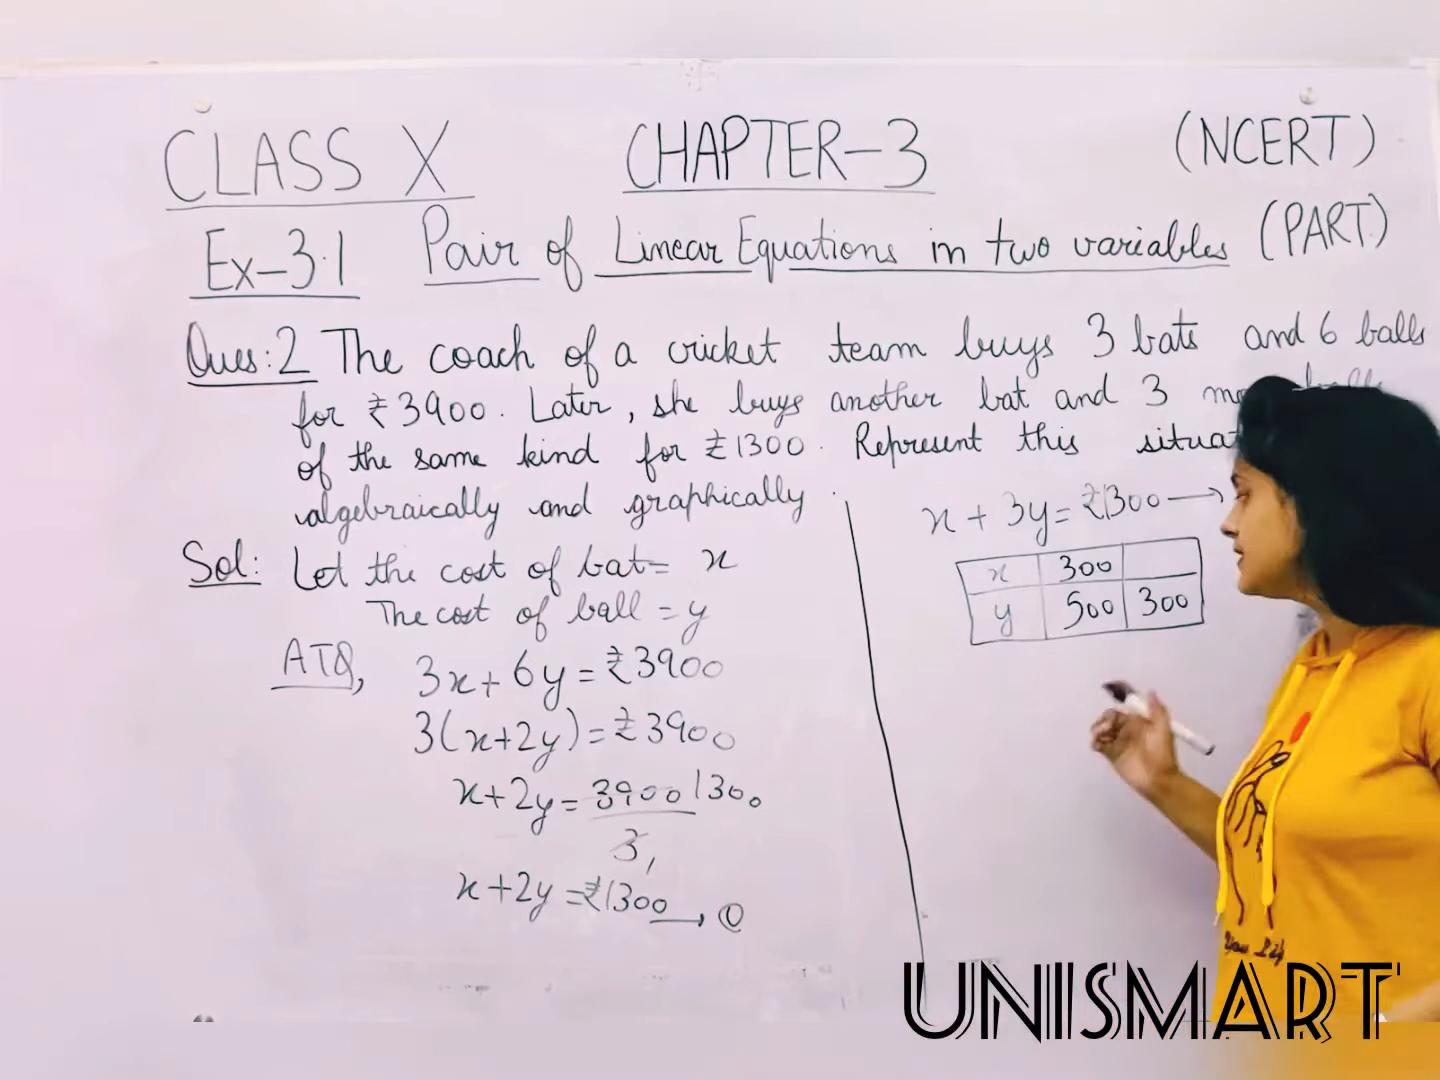 CLASS X CHAPTER-3 (NCERT)
Ex-3.1 Pair of Linear Equations in two variables (PART)
Ques:2 The coach of a cricket team buys 3 bats and 6 balls
for ₹3900. Later, she buys another bat and 3
of the same kind for ₹1300. Represent this
algebraically and graphically.
Sol: Let the cost of bat = x
The cost of ball = y
ATQ, 3x + 6y = ₹3900
3(x+2y) = ₹3900
x+2y = 3900 1300
3,
x+2y = ₹1300 → ①
x + 3y = ₹1300 →
x 300
y 500 300
You Lif
UNISMART